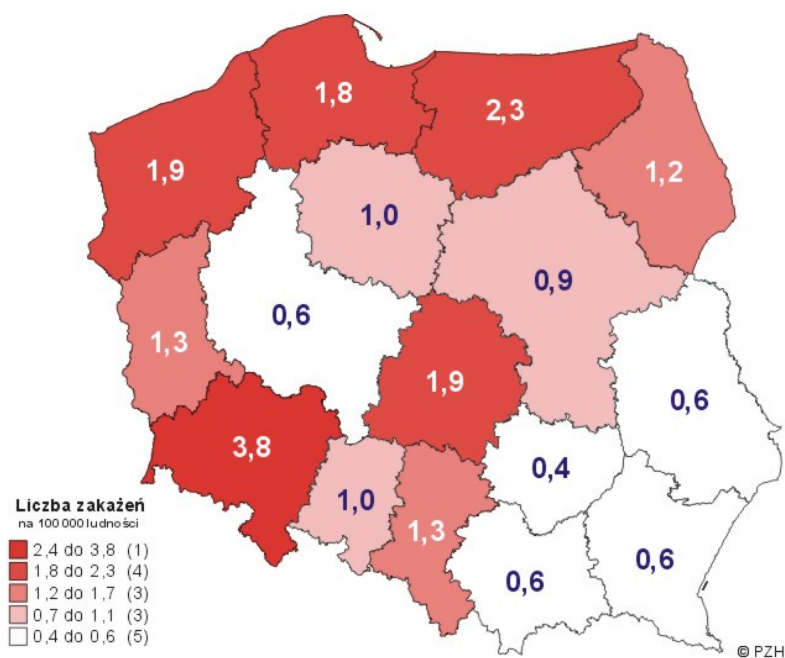 1,8
2,3
1,9
1,2
1,0
0,9
0,6
1,3
1,9
0,6
3,8
0,4
1,0
1,3
0,6
0,6
Liczba zakażeń
na 100 000 ludności
2,4 do 3,8 (1)
1,8 do 2,3 (4)
1,2 do 1,7 (3)
0,7 do 1,1 (3)
0,4 do 0,6 (5)
© PZH